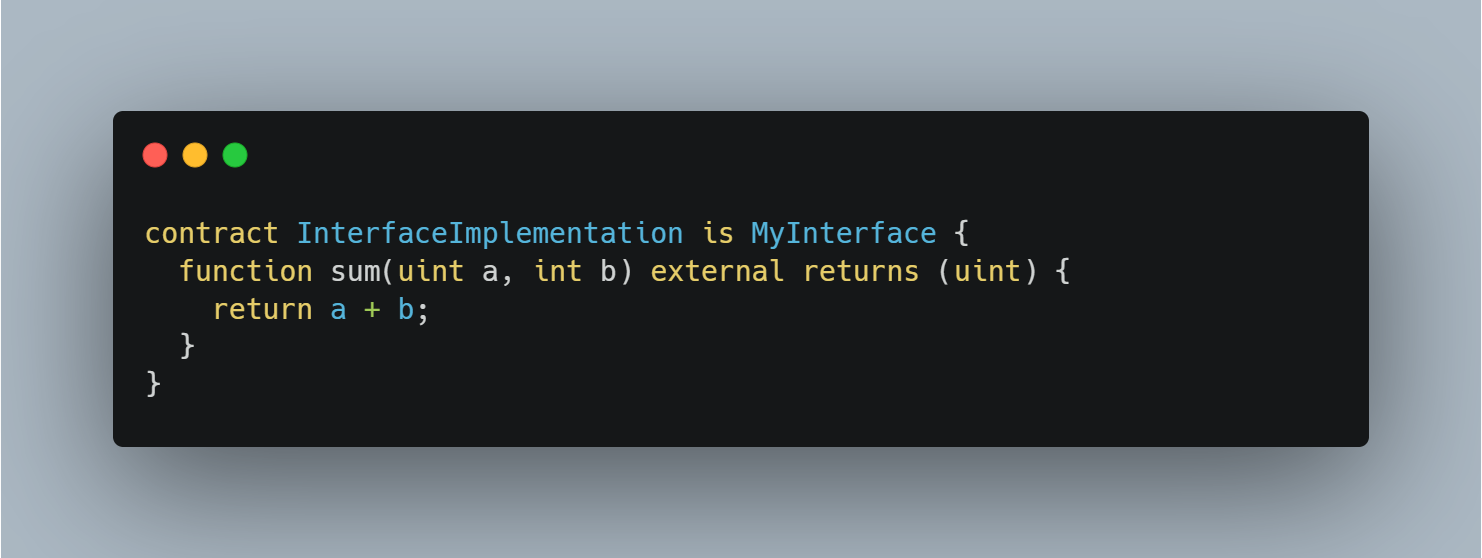 contract InterfaceImplementation is MyInterface {
  function sum(uint a, int b) external returns (uint) {
    return a + b;
  }
}